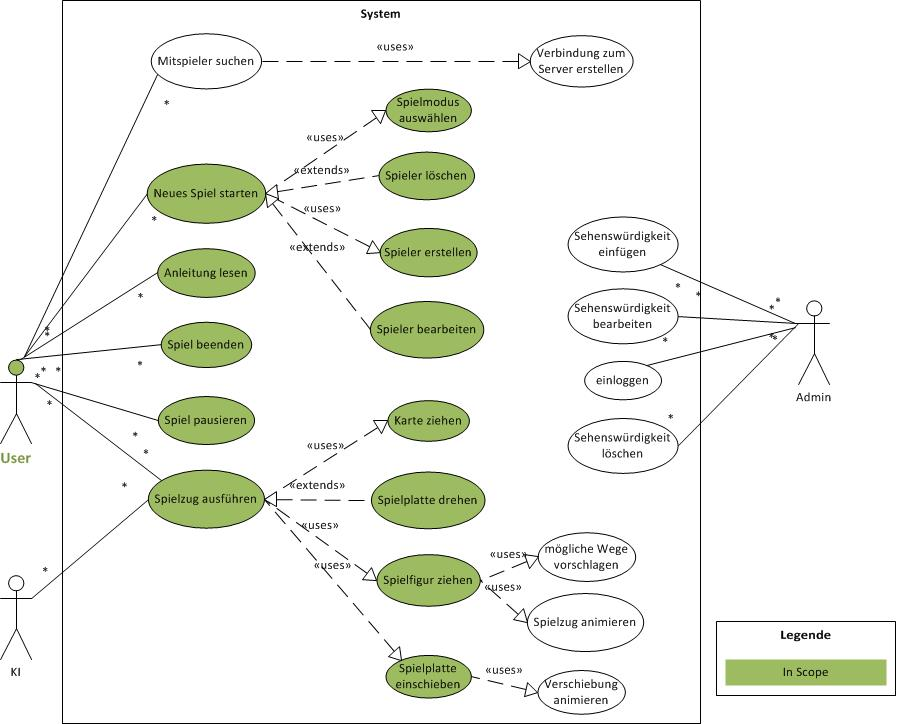 System
Mitspieler suchen
«uses»
Verbindung zum
Server erstellen
*
Spielmodus
auswählen
«uses»
«extends»
Spieler löschen
Neues Spiel starten
*
«uses»
Spieler erstellen
«extends»
Anleitung lesen
*
Spieler bearbeiten
Spiel beenden
*
*
*
*
*
*
*
User
Spiel pausieren
*
*
*
Karte ziehen
«uses»
«extends»
Spielzug ausführen
Spielplatte drehen
«uses»
«uses»
Spielfigur ziehen
«uses»
mögliche Wege
vorschlagen
«uses»
Spielzug animieren
*
KI
Spielplatte
einschieben
«uses»
Verschiebung
animieren
Sehenswürdigkeit
einfügen
*
*
*
*
Sehenswürdigkeit
bearbeiten
*
*
*
einloggen
Admin
*
Sehenswürdigkeit
löschen
Legende
In Scope